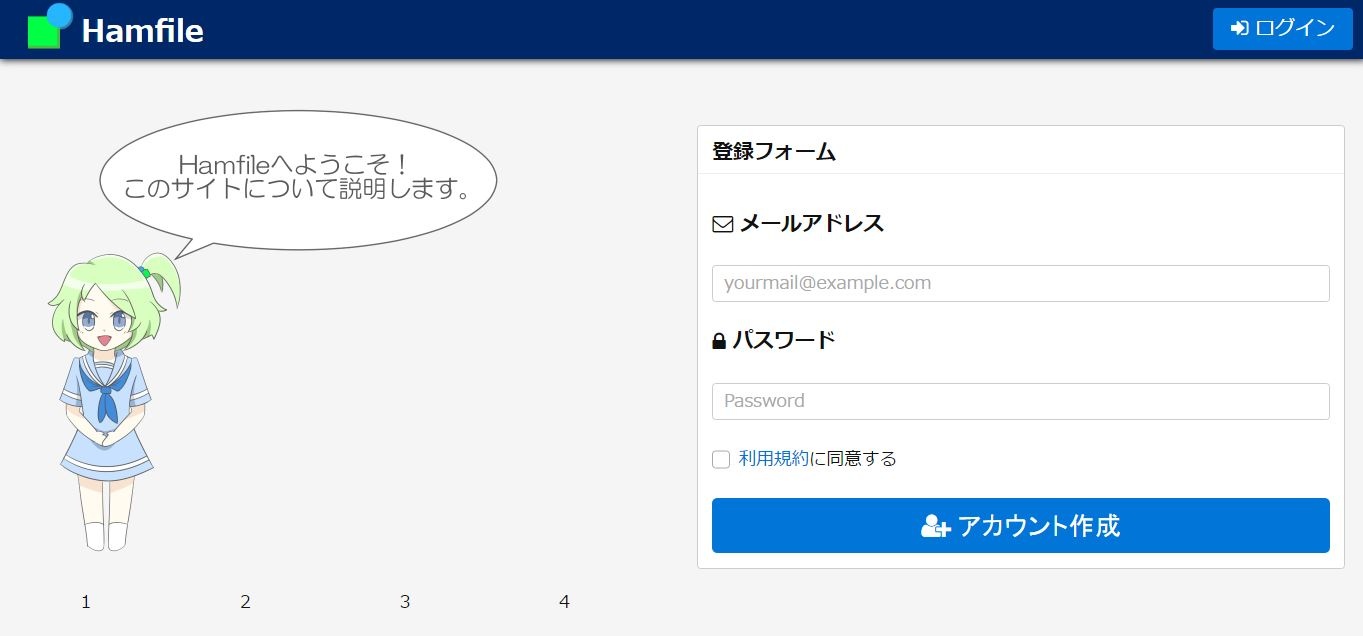 Hamfile
ログイン
Hamfileへようこそ！
このサイトについて説明します。
登録フォーム
メールアドレス
yourmail@example.com
パスワード
Password
利用規約に同意する
アカウント作成
1 2 3 4